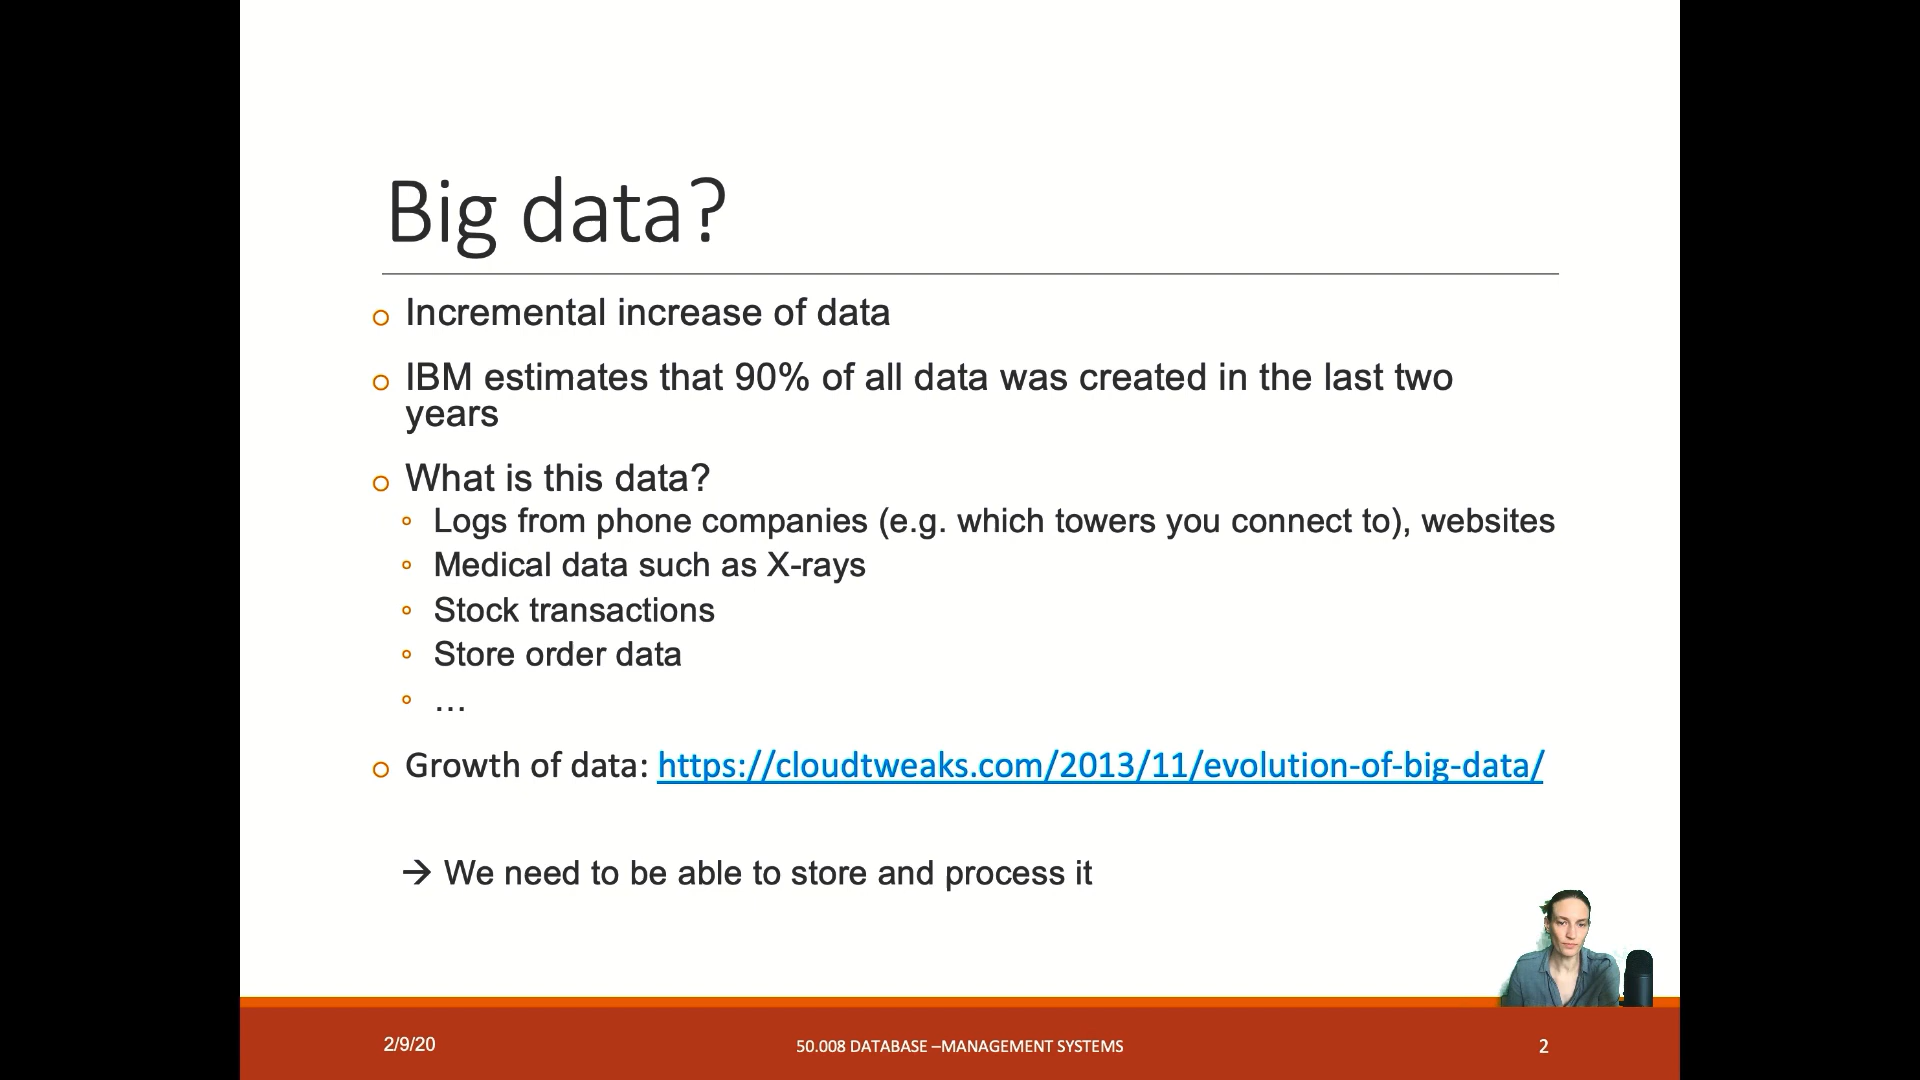 Big data?
Incremental increase of data
IBM estimates that 90% of all data was created in the last two
years
What is this data?
Logs from phone companies (e.g. which towers you connect to), websites
Medical data such as X-rays
Stock transactions
Store order data
…
Growth of data: https://cloudtweaks.com/2013/11/evolution-of-big-data/
→ We need to be able to store and process it
2/9/20
50.008 DATABASE –MANAGEMENT SYSTEMS
2